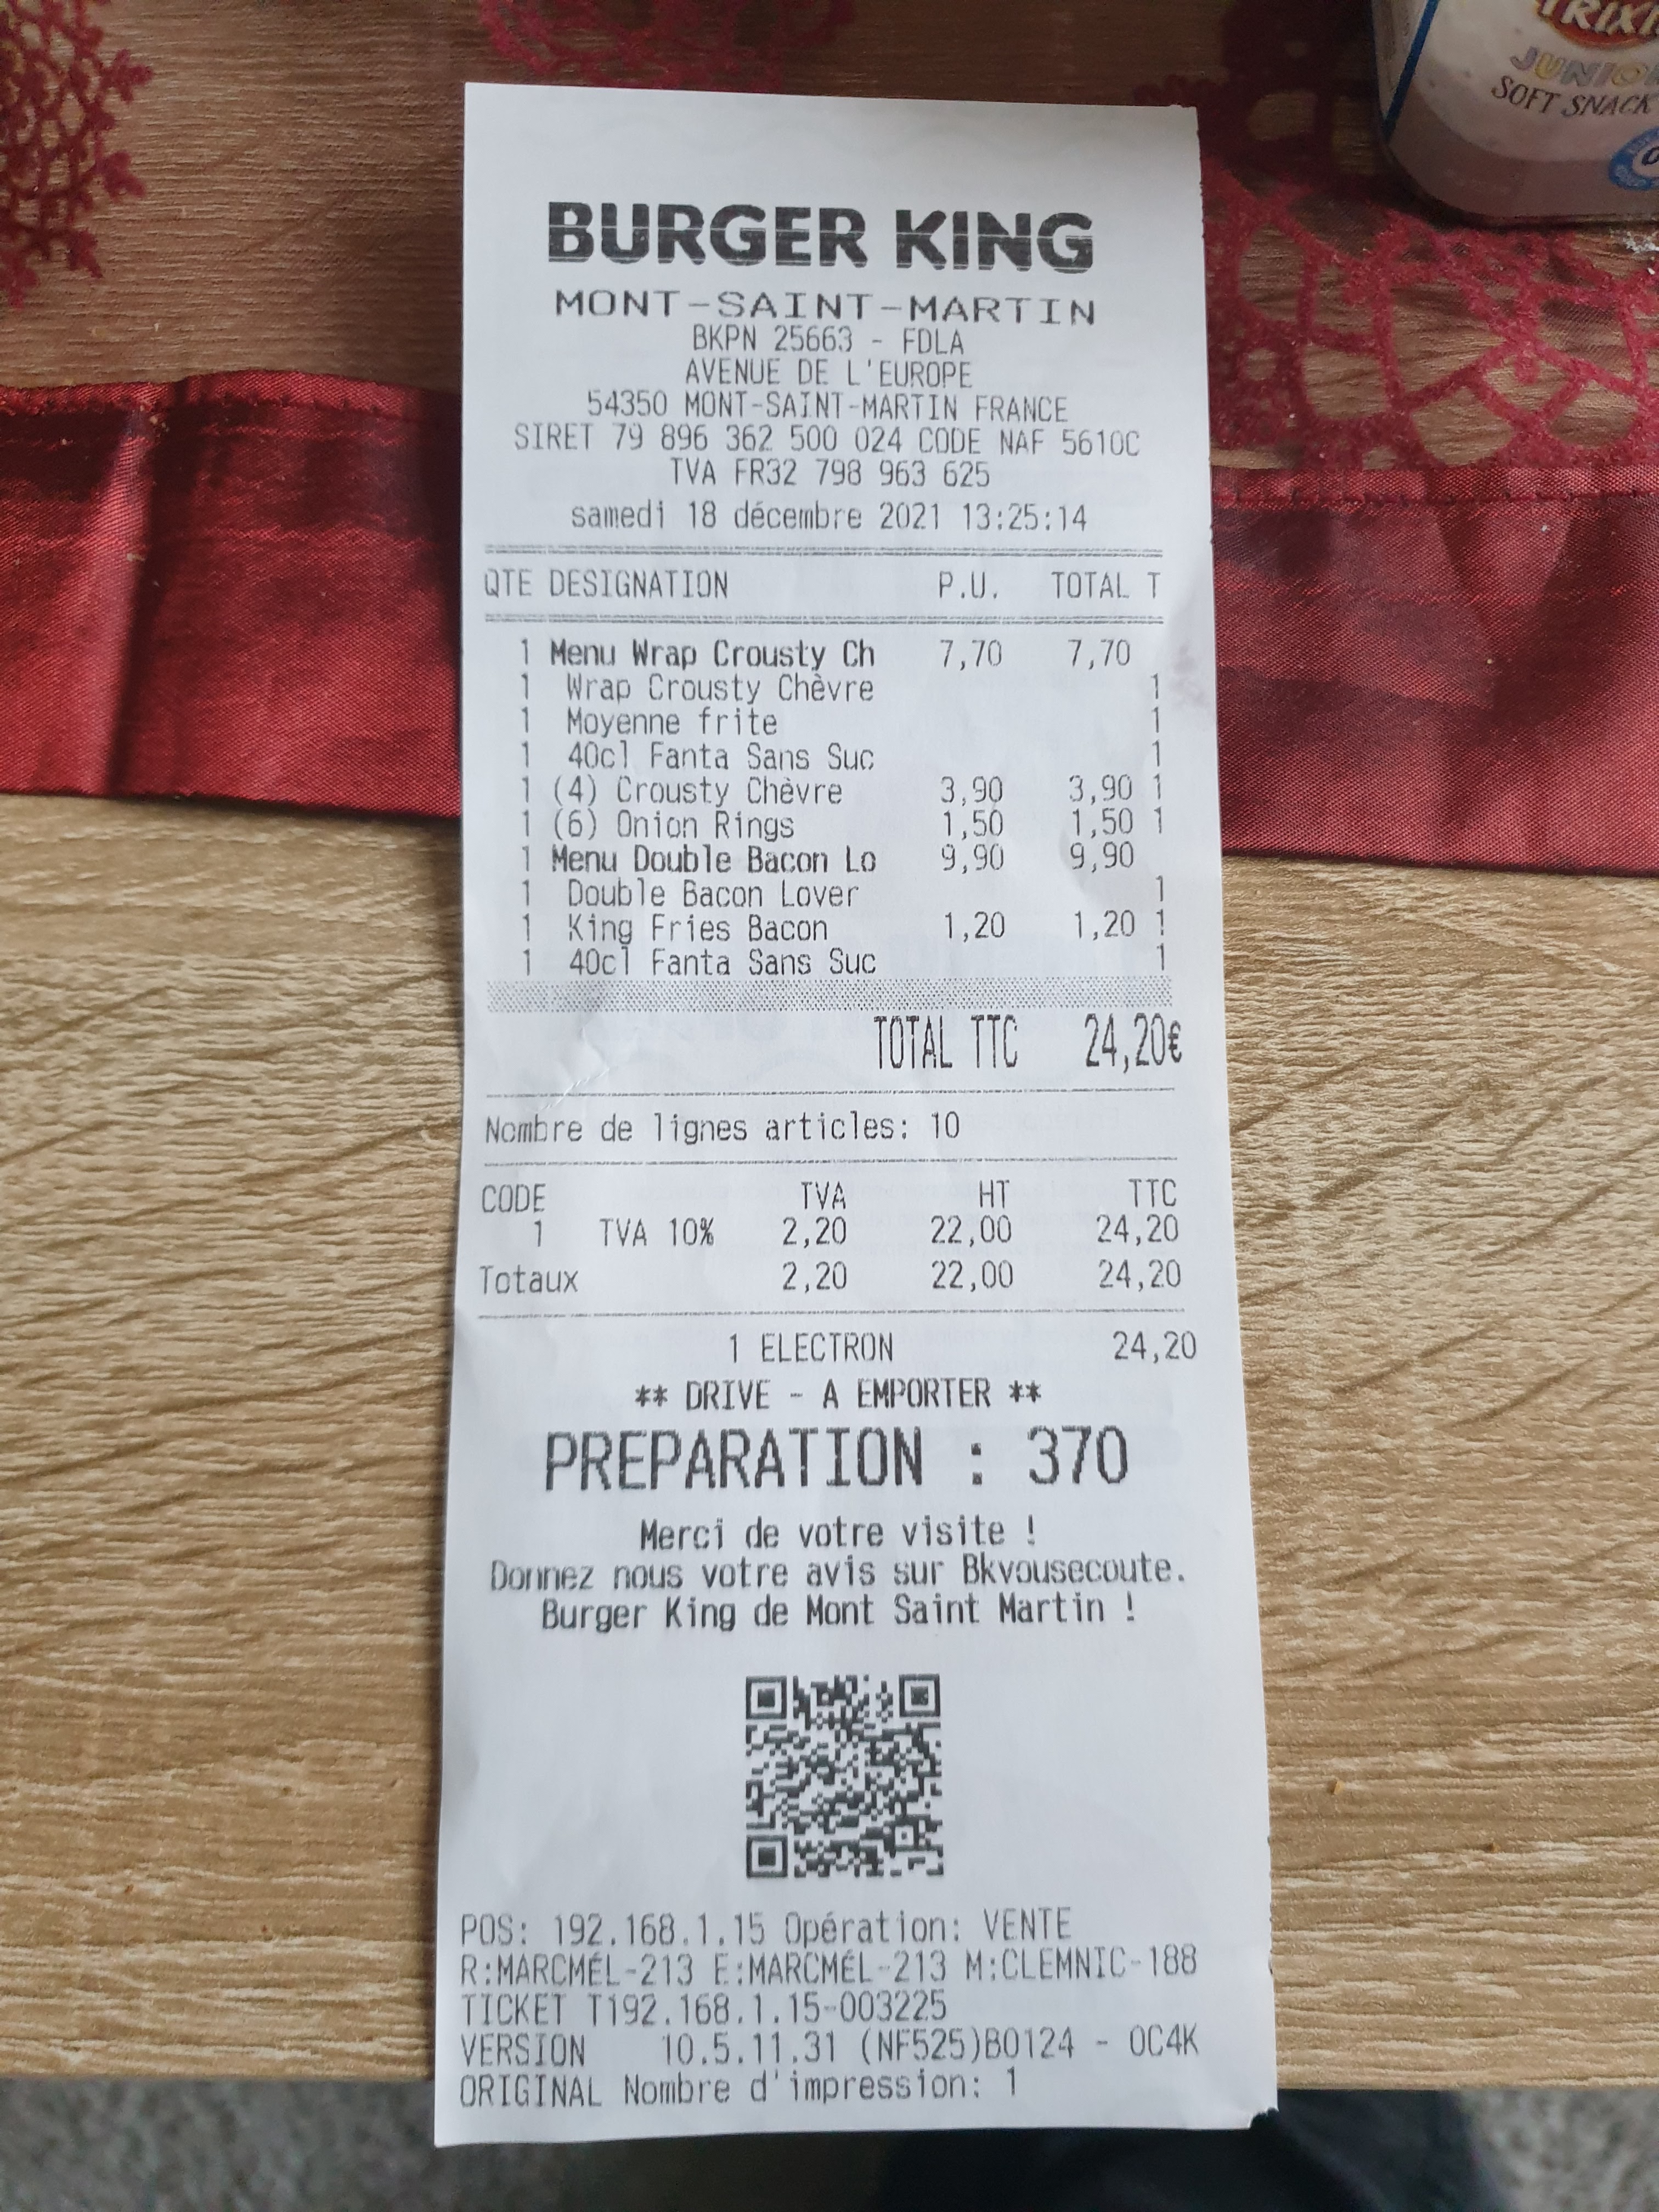 TRIXI
JUNIOR
SOFT SNACK
BURGER KING
MONT-SAINT-MARTIN
BKPN 25663 - FDLA
AVENUE DE L'EUROPE
54350 MONT-SAINT-MARTIN FRANCE
SIRET 79 896 362 500 024 CODE NAF 5610C
TVA FR32 798 963 625
samedi 18 décembre 2021 13:25:14
QTE DESIGNATION P.U. TOTAL T
1 Menu Wrap Crousty Ch 7,70 7,70
1 Wrap Crousty Chèvre 1
1 Moyenne frite 1
1 40cl Fanta Sans Suc 1
1 (4) Crousty Chèvre 3,90 3,90 1
1 (6) Onion Rings 1,50 1,50 1
1 Menu Double Bacon Lo 9,90 9,90
1 Double Bacon Lover 1
1 King Fries Bacon 1,20 1,20 1
1 40cl Fanta Sans Suc 1
TOTAL TTC 24,20€
Nombre de lignes articles: 10
CODE TVA HT TTC
1 TVA 10% 2,20 22,00 24,20
Totaux 2,20 22,00 24,20
1 ELECTRON 24,20
** DRIVE - A EMPORTER **
PREPARATION : 370
Merci de votre visite !
Donnez nous votre avis sur Bkvousecoute.
Burger King de Mont Saint Martin !
POS: 192.168.1.15 Opération: VENTE
R:MARCMÉL-213 E:MARCMÉL-213 M:CLEMNIC-188
TICKET T192.168.1.15-003225
VERSION 10.5.11.31 (NF525)B0124 - 0C4K
ORIGINAL Nombre d'impression: 1